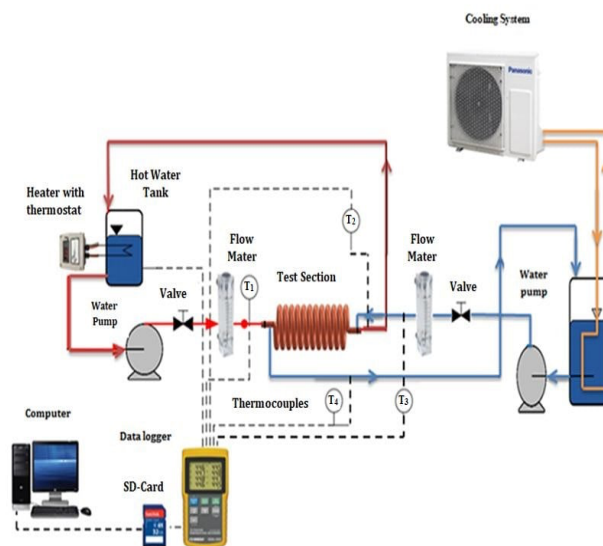 Cooling System
Panasonic
Hot Water
Tank
Heater with
thermostat
T2
Flow
Mater
Test Section
Flow
Mater
Valve
Water
pump
Valve
T1
Water
Pump
Thermocouples
T4
T3
Computer
Data logger
SD-Card